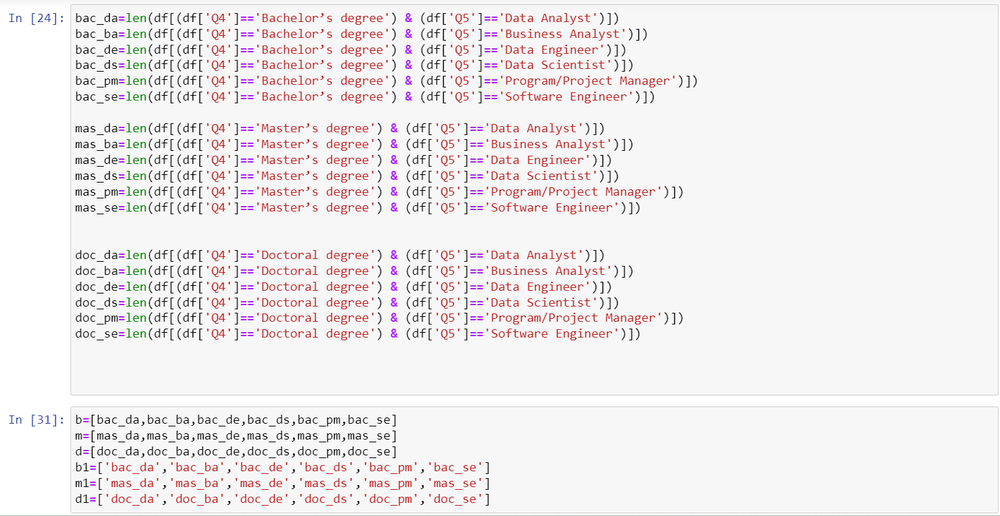 In [24]: bac_da=len(df[(df['Q4']=='Bachelor’s degree') & (df['Q5']=='Data Analyst')])
bac_ba=len(df[(df['Q4']=='Bachelor’s degree') & (df['Q5']=='Business Analyst')])
bac_de=len(df[(df['Q4']=='Bachelor’s degree') & (df['Q5']=='Data Engineer')])
bac_ds=len(df[(df['Q4']=='Bachelor’s degree') & (df['Q5']=='Data Scientist')])
bac_pm=len(df[(df['Q4']=='Bachelor’s degree') & (df['Q5']=='Program/Project Manager')])
bac_se=len(df[(df['Q4']=='Bachelor’s degree') & (df['Q5']=='Software Engineer')])
mas_da=len(df[(df['Q4']=='Master’s degree') & (df['Q5']=='Data Analyst')])
mas_ba=len(df[(df['Q4']=='Master’s degree') & (df['Q5']=='Business Analyst')])
mas_de=len(df[(df['Q4']=='Master’s degree') & (df['Q5']=='Data Engineer')])
mas_ds=len(df[(df['Q4']=='Master’s degree') & (df['Q5']=='Data Scientist')])
mas_pm=len(df[(df['Q4']=='Master’s degree') & (df['Q5']=='Program/Project Manager')])
mas_se=len(df[(df['Q4']=='Master’s degree') & (df['Q5']=='Software Engineer')])
doc_da=len(df[(df['Q4']=='Doctoral degree') & (df['Q5']=='Data Analyst')])
doc_ba=len(df[(df['Q4']=='Doctoral degree') & (df['Q5']=='Business Analyst')])
doc_de=len(df[(df['Q4']=='Doctoral degree') & (df['Q5']=='Data Engineer')])
doc_ds=len(df[(df['Q4']=='Doctoral degree') & (df['Q5']=='Data Scientist')])
doc_pm=len(df[(df['Q4']=='Doctoral degree') & (df['Q5']=='Program/Project Manager')])
doc_se=len(df[(df['Q4']=='Doctoral degree') & (df['Q5']=='Software Engineer')])
In [31]: b=[bac_da,bac_ba,bac_de,bac_ds,bac_pm,bac_se]
m=[mas_da,mas_ba,mas_de,mas_ds,mas_pm,mas_se]
d=[doc_da,doc_ba,doc_de,doc_ds,doc_pm,doc_se]
b1=['bac_da','bac_ba','bac_de','bac_ds','bac_pm','bac_se']
m1=['mas_da','mas_ba','mas_de','mas_ds','mas_pm','mas_se']
d1=['doc_da','doc_ba','doc_de','doc_ds','doc_pm','doc_se']